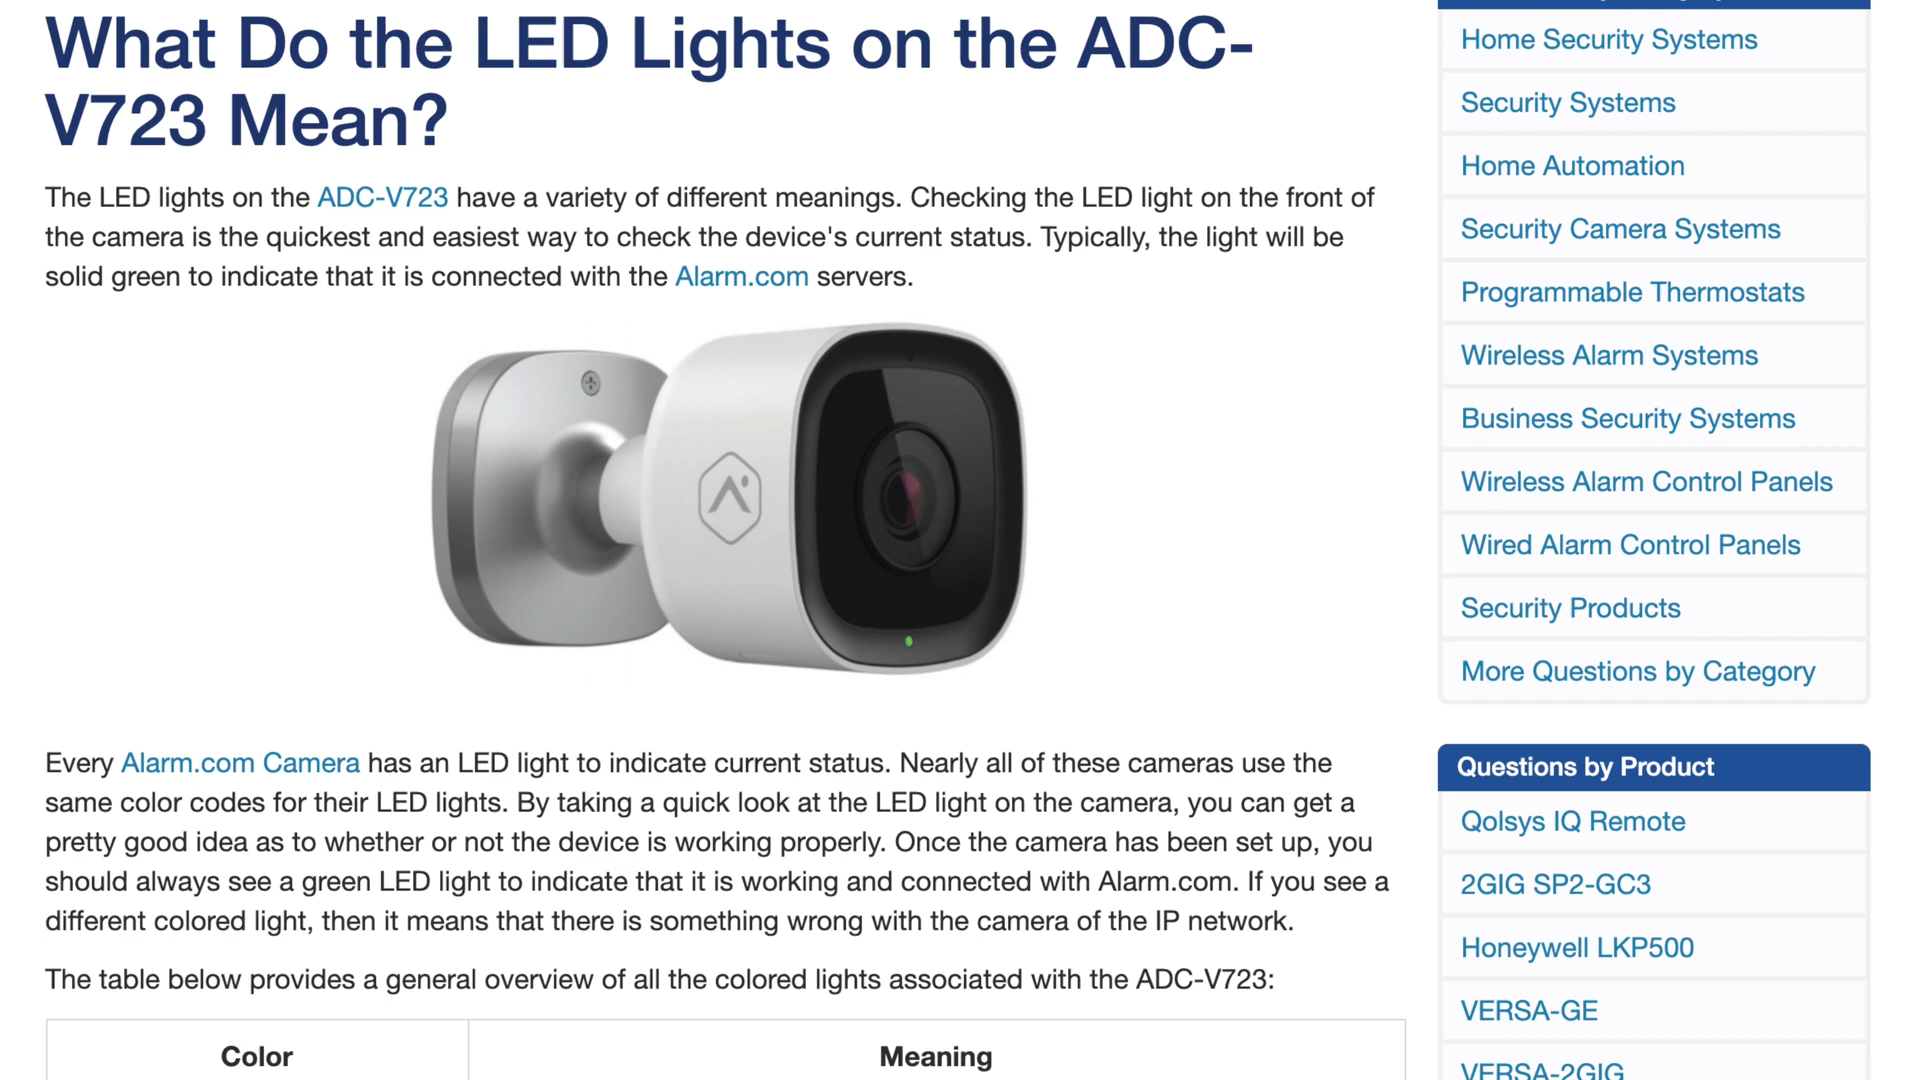 What Do the LED Lights on the ADC-
V723 Mean?
The LED lights on the ADC-V723 have a variety of different meanings. Checking the LED light on the front of
the camera is the quickest and easiest way to check the device's current status. Typically, the light will be
solid green to indicate that it is connected with the Alarm.com servers.
Every Alarm.com Camera has an LED light to indicate current status. Nearly all of these cameras use the
same color codes for their LED lights. By taking a quick look at the LED light on the camera, you can get a
pretty good idea as to whether or not the device is working properly. Once the camera has been set up, you
should always see a green LED light to indicate that it is working and connected with Alarm.com. If you see a
different colored light, then it means that there is something wrong with the camera of the IP network.
The table below provides a general overview of all the colored lights associated with the ADC-V723:
Color Meaning
Home Security Systems
Security Systems
Home Automation
Security Camera Systems
Programmable Thermostats
Wireless Alarm Systems
Business Security Systems
Wireless Alarm Control Panels
Wired Alarm Control Panels
Security Products
More Questions by Category
Questions by Product
Qolsys IQ Remote
2GIG SP2-GC3
Honeywell LKP500
VERSA-GE
VERSA-2GIG